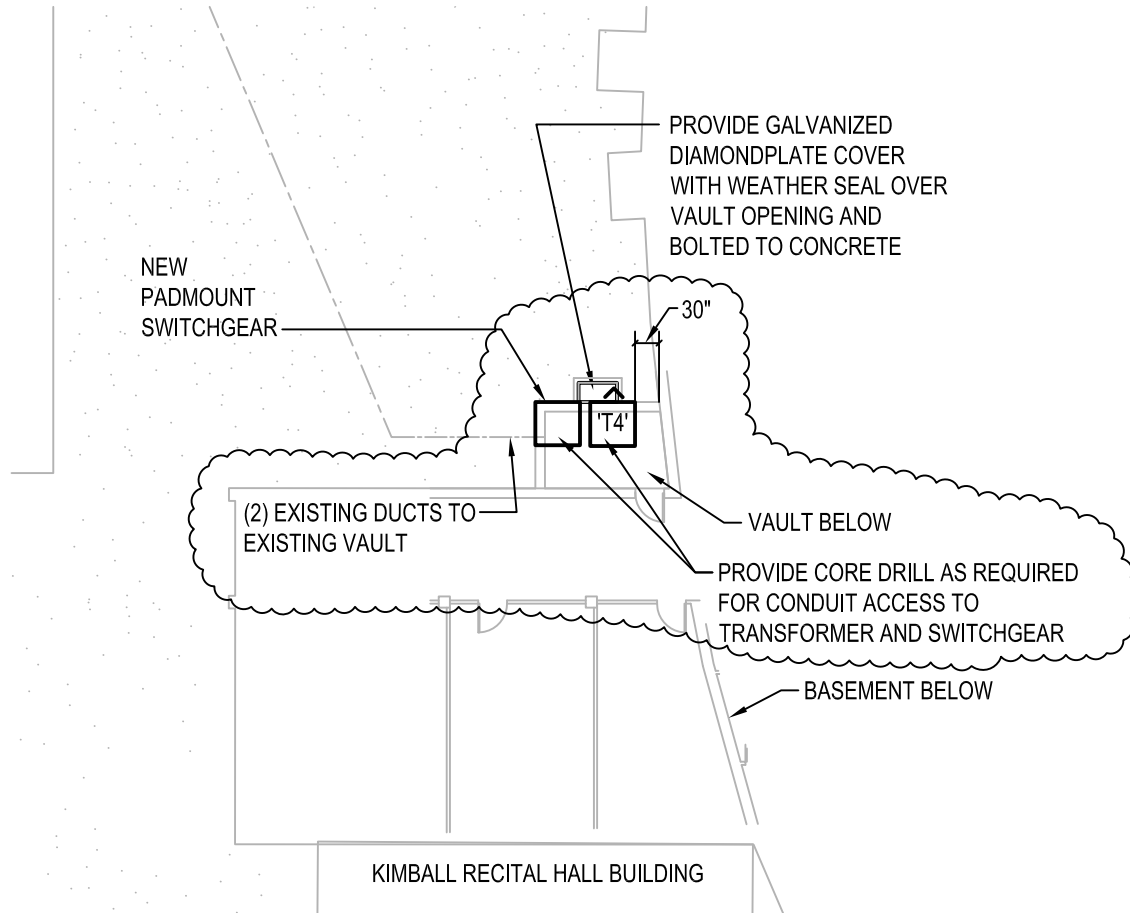 PROVIDE GALVANIZED
DIAMONDPLATE COVER
WITH WEATHER SEAL OVER
VAULT OPENING AND
BOLTED TO CONCRETE
NEW
PADMOUNT
SWITCHGEAR
30"
'T4'
(2) EXISTING DUCTS TO
EXISTING VAULT
VAULT BELOW
PROVIDE CORE DRILL AS REQUIRED
FOR CONDUIT ACCESS TO
TRANSFORMER AND SWITCHGEAR
BASEMENT BELOW
KIMBALL RECITAL HALL BUILDING